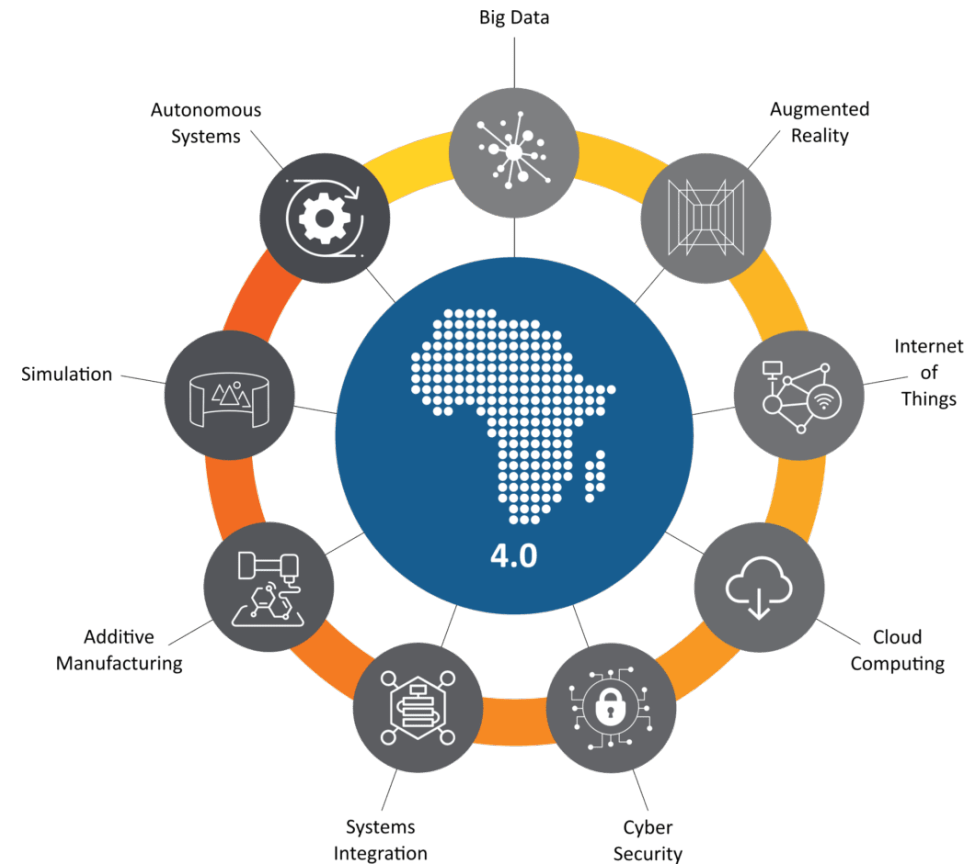 Big Data
Augmented
Reality
Internet
of
Things
Cloud
Computing
Cyber
Security
Systems
Integration
Additive
Manufacturing
Simulation
Autonomous
Systems
4.0